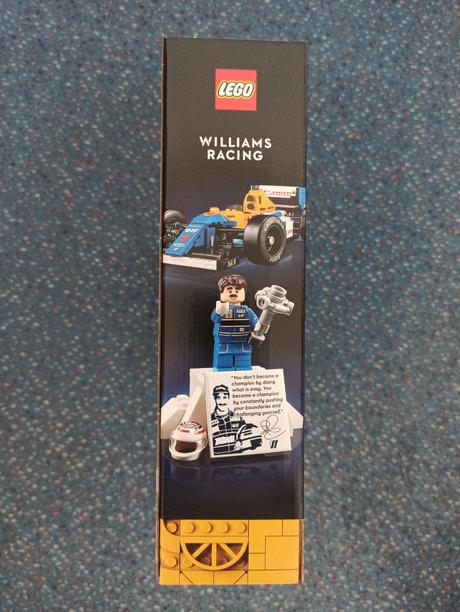 LEGO
WILLIAMS
RACING
elf
"You don't become a
champion by doing
what is easy. You
become a champion
by constantly pushing
your boundaries and
challenging yourself"